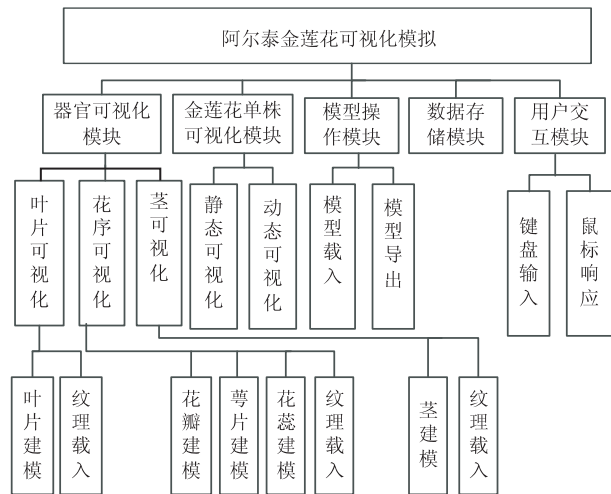 阿尔泰金莲花可视化模拟
器官可视化
模块
金莲花单株
可视化模块
模型操
作模块
数据存
储模块
用户交
互模块
叶片可视化
花序可视化
茎可视化
静态可视化
动态可视化
模型载入
模型导出
键盘输入
鼠标响应
叶片建模
纹理载入
花瓣建模
萼片建模
花蕊建模
纹理载入
茎建模
纹理载入